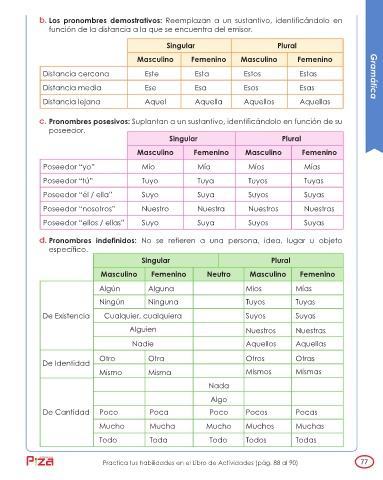 b. Los pronombres demostrativos: Reemplazan a un sustantivo, identificándolo en
función de la distancia a la que se encuentra del emisor.
Singular Plural
Masculino Femenino Masculino Femenino
Distancia cercana Este Esta Estos Estas
Distancia media Ese Esa Esos Esas
Distancia lejana Aquel Aquella Aquellos Aquellas
Gramática
c. Pronombres posesivos: Suplantan a un sustantivo, identificándolo en función de su
poseedor.
Singular Plural
Masculino Femenino Masculino Femenino
Poseedor "yo" Mío Mía Míos Mías
Poseedor "tú" Tuyo Tuya Tuyos Tuyas
Poseedor "él / ella" Suyo Suya Suyos Suyas
Poseedor "nosotros" Nuestro Nuestra Nuestros Nuestras
Poseedor "ellos / ellas" Suyo Suya Suyos Suyas
d. Pronombres indefinidos: No se refieren a una persona, idea, lugar u objeto
específico.
Singular Plural
Masculino Femenino Neutro Masculino Femenino
De Existencia
Algún Alguna Míos Mías
Ningún Ninguna Tuyos Tuyas
Cualquier, cualquiera Suyos Suyas
Alguien Nuestros Nuestras
Nadie Aquellos Aquellas
De Identidad
Otro Otra Otros Otras
Mismo Misma Mismos Mismas
De Cantidad
Nada
Algo
Poco Poca Poco Pocos Pocas
Mucho Mucha Mucho Muchos Muchas
Todo Toda Todo Todos Todas
Pza
Practica tus habilidades en el Libro de Actividades (pág. 88 al 90)
77